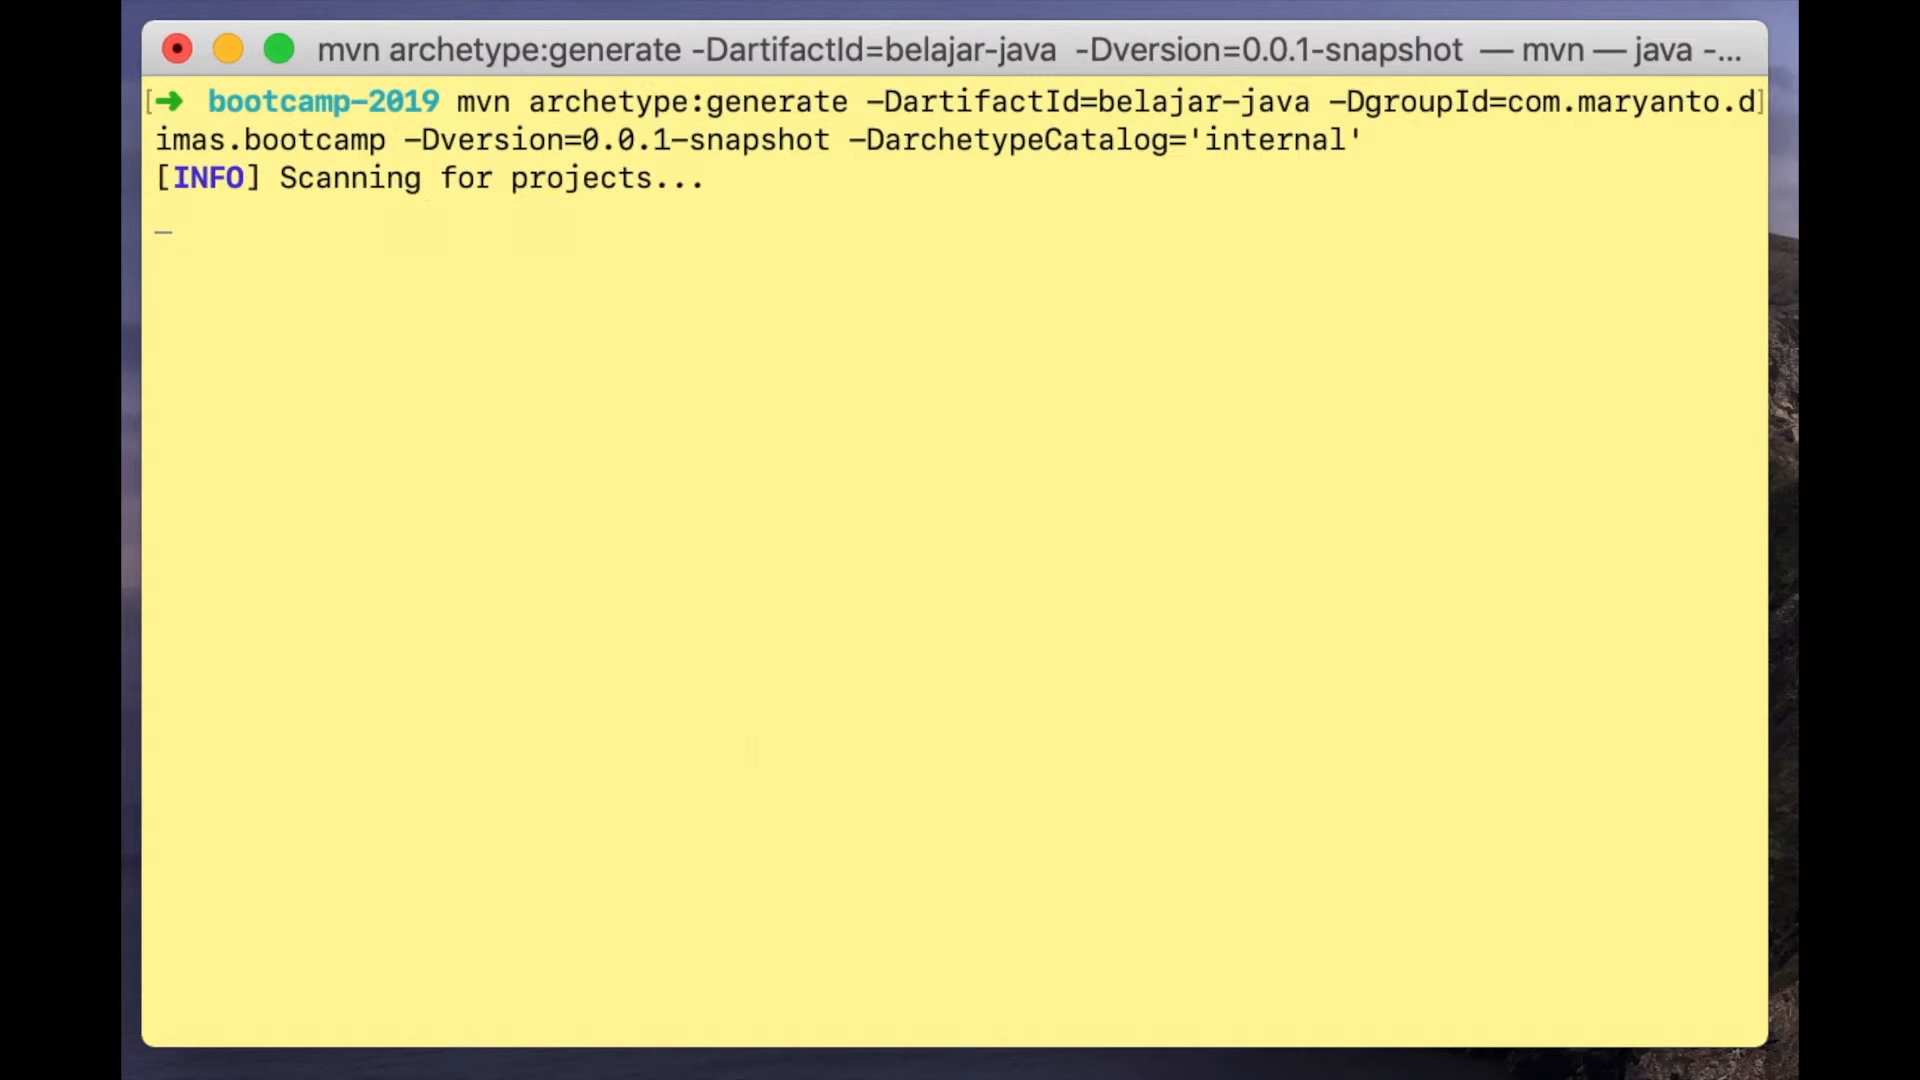 mvn archetype:generate -DartifactId=belajar-java  -Dversion=0.0.1-snapshot — mvn — java -...
[➜  bootcamp-2019 mvn archetype:generate -DartifactId=belajar-java -DgroupId=com.maryanto.d]
imas.bootcamp -Dversion=0.0.1-snapshot -DarchetypeCatalog='internal'
[INFO] Scanning for projects...
_